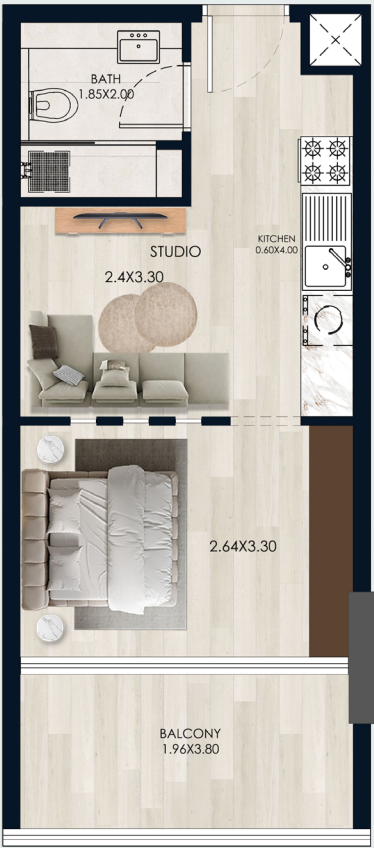 BATH
1.85X2.00
STUDIO
2.4X3.30
KITCHEN
0.60X4.00
2.64X3.30
BALCONY
1.96X3.80